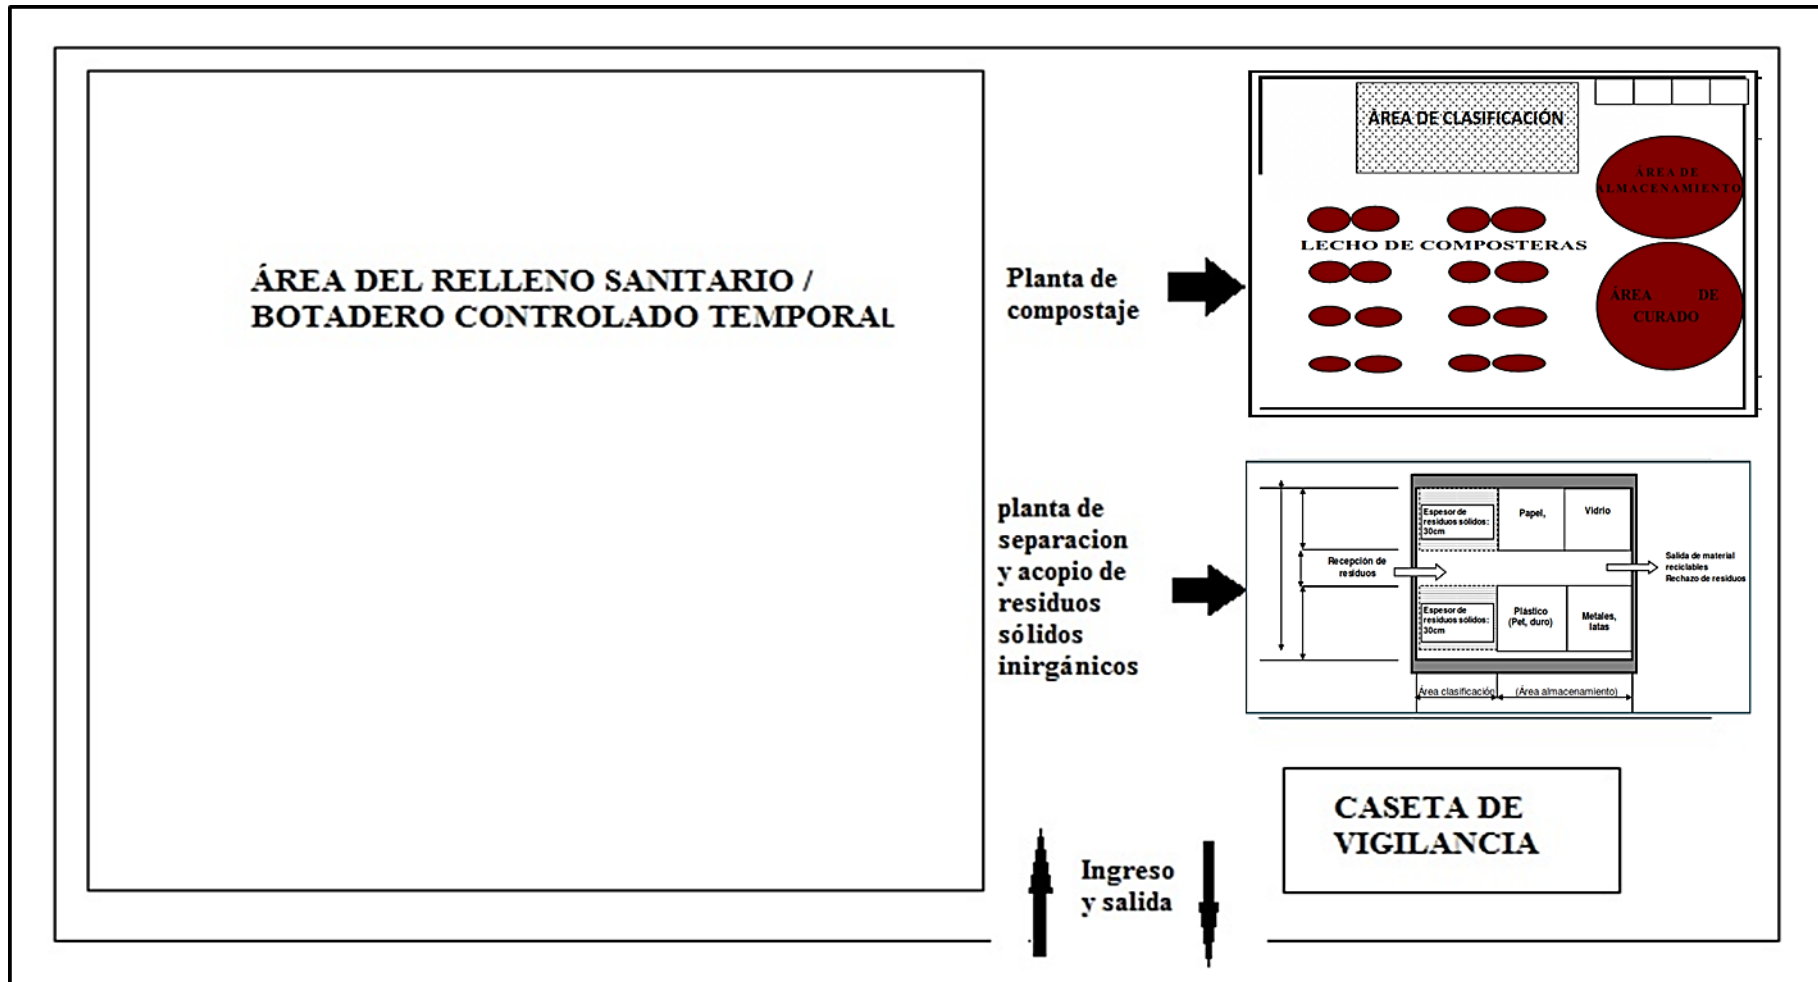 ÁREA DEL RELLENO SANITARIO /
BOTADERO CONTROLADO TEMPORAL
Planta de
compostaje
ÁREA DE CLASIFICACIÓN
ÁREA DE
ALMACENAMIENTO
LECHO DE COMPOSTERAS
ÁREA DE
CURADO
planta de
separacion
y acopio de
residuos
sólidos
inirgánicos
Recepción de
residuos
Espesor de
residuos sólidos:
30cm
Papel,
Vidrio
Salida de material
reciclables
Rechazo de residuos
Espesor de
residuos sólidos:
30cm
Plástico
(Pet, duro)
Metales,
latas
Área clasificación
(Área almacenamiento)
CASETA DE
VIGILANCIA
Ingreso
y salida